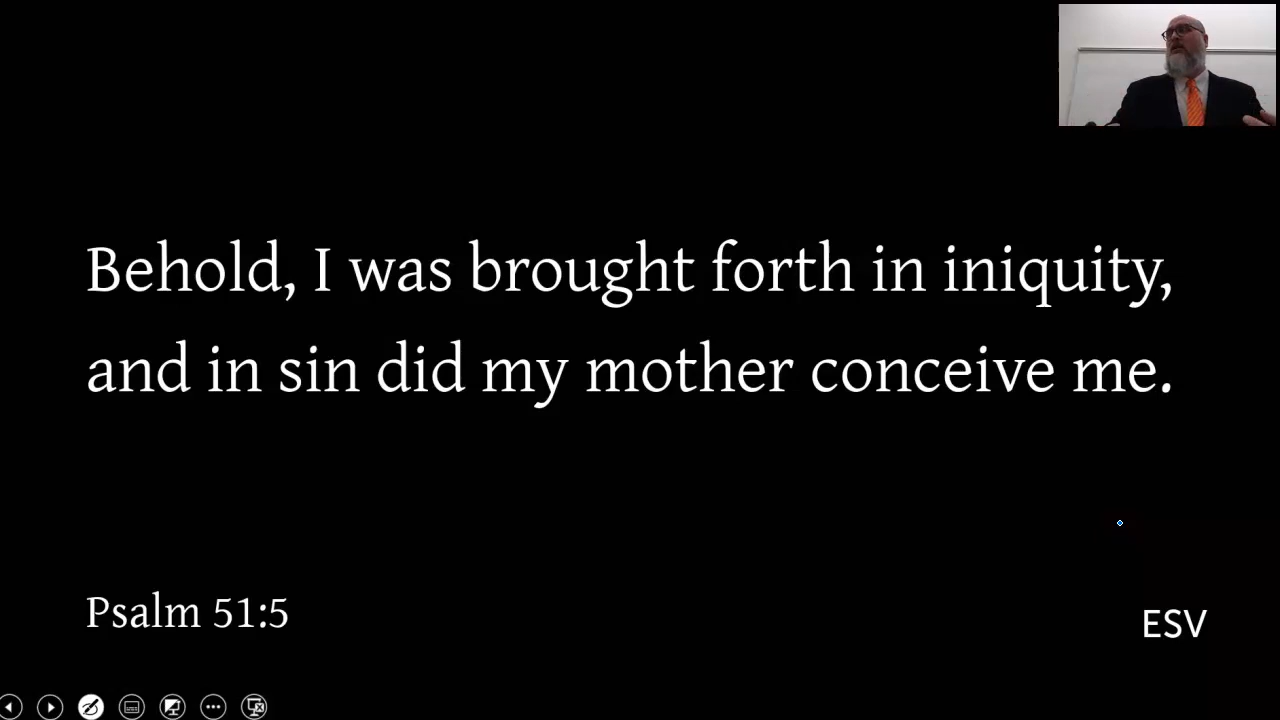 Behold, I was brought forth in iniquity,
and in sin did my mother conceive me.
Psalm 51:5
ESV